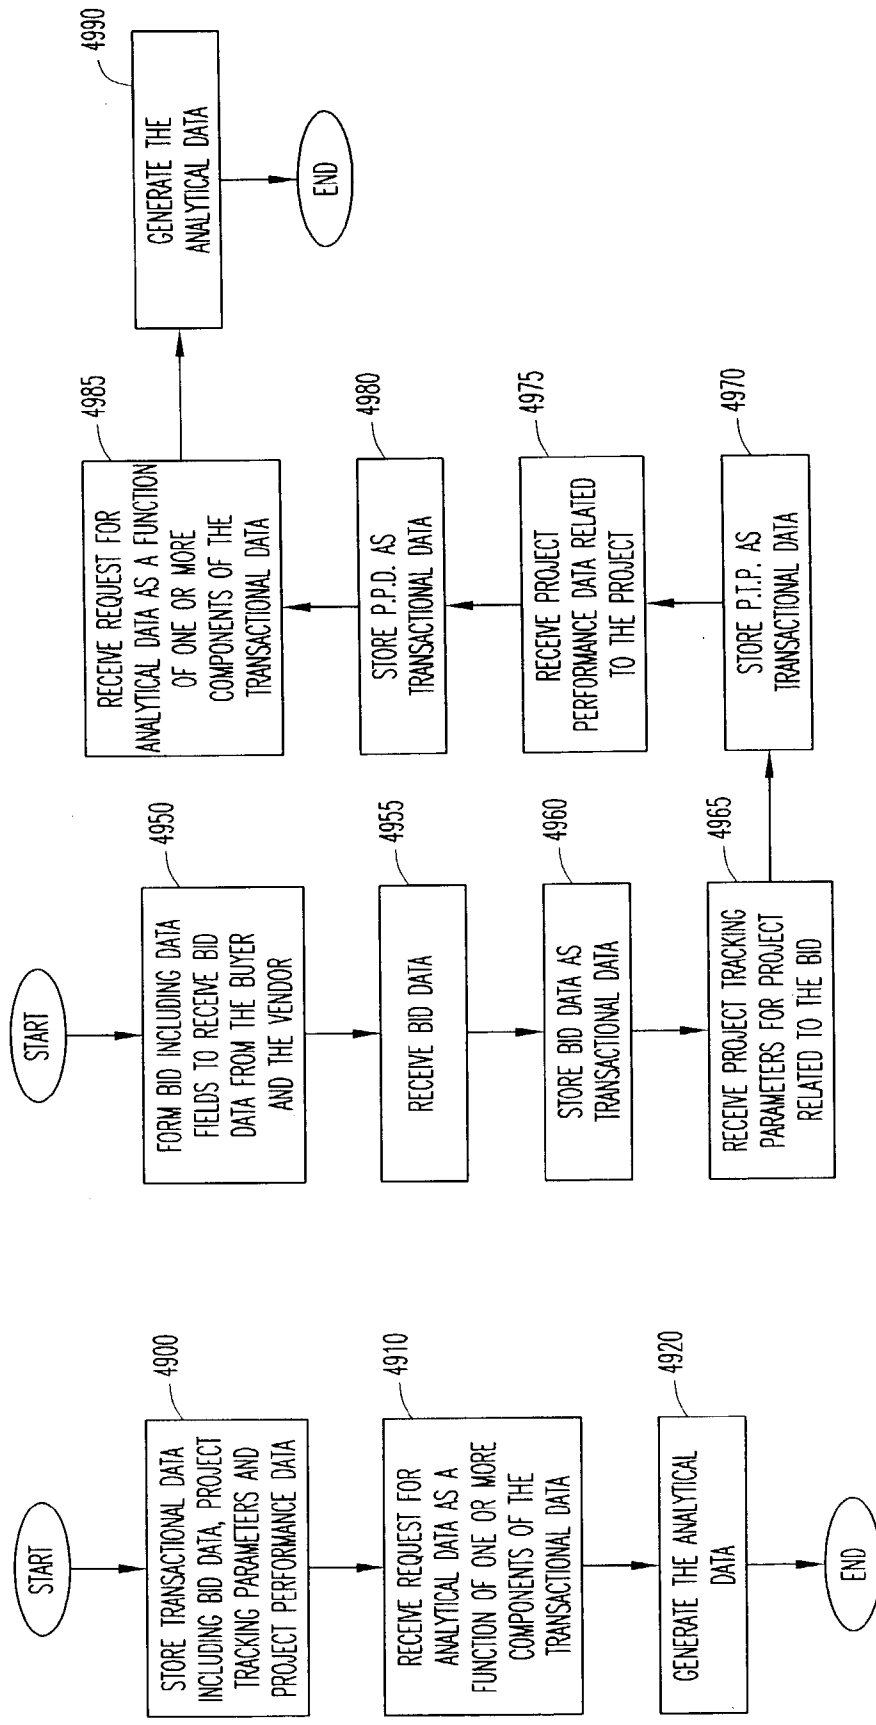 START
4900
STORE TRANSACTIONAL DATA
INCLUDING BID DATA, PROJECT
TRACKING PARAMETERS AND
PROJECT PERFORMANCE DATA
4910
RECEIVE REQUEST FOR
ANALYTICAL DATA AS A
FUNCTION OF ONE OR MORE
COMPONENTS OF THE
TRANSACTIONAL DATA
4920
GENERATE THE ANALYTICAL
DATA
END
START
4950
FORM BID INCLUDING DATA
FIELDS TO RECEIVE BID
DATA FROM THE BUYER
AND THE VENDOR
4955
RECEIVE BID DATA
4960
STORE BID DATA AS
TRANSACTIONAL DATA
4965
RECEIVE PROJECT TRACKING
PARAMETERS FOR PROJECT
RELATED TO THE BID
4970
STORE P.T.P. AS
TRANSACTIONAL DATA
4975
RECEIVE PROJECT
PERFORMANCE DATA RELATED
TO THE PROJECT
4980
STORE P.P.D. AS
TRANSACTIONAL DATA
4985
RECEIVE REQUEST FOR
ANALYTICAL DATA AS A FUNCTION
OF ONE OR MORE
COMPONENTS OF THE
TRANSACTIONAL DATA
4990
GENERATE THE
ANALYTICAL DATA
END